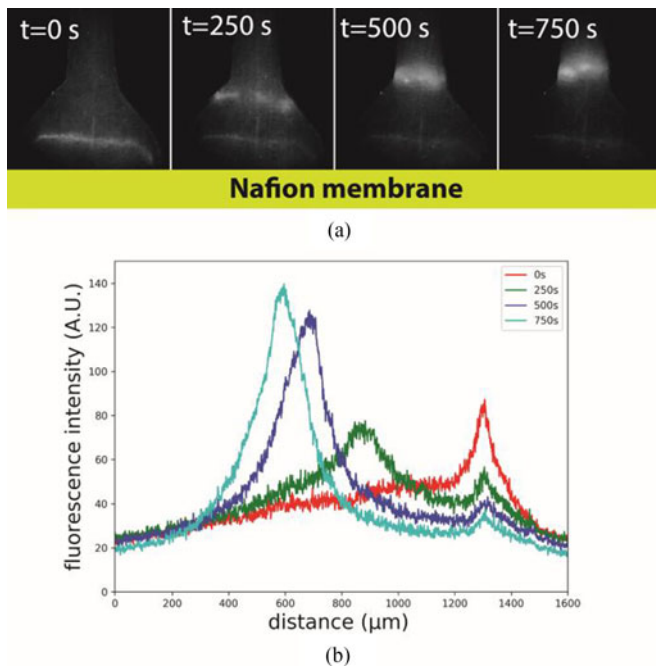 t=0 s
t=250 s
t=500 s
t=750 s
Nafion membrane
(a)
fluorescence intensity (A.U.)
140
120
100
80
60
40
20
0
0s
250s
500s
750s
0
200
400
600
800
1000
1200
1400
1600
distance (μm)
(b)